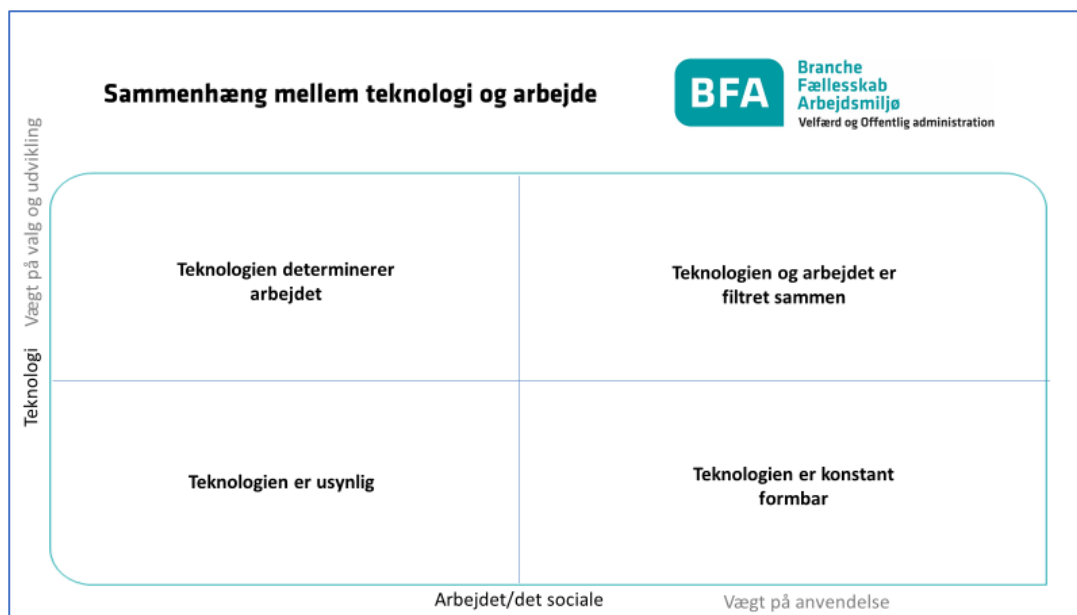 Sammenhæng mellem teknologi og arbejde
BFA
Branche
Fællesskab
Arbejdsmiljø
Velfærd og Offentlig administration
Teknologi Vægt på valg og udvikling
Teknologien determinerer
arbejdet
Teknologien og arbejdet er
filtret sammen
Teknologien er usynlig
Teknologien er konstant
formbar
Arbejdet/det sociale
Vægt på anvendelse